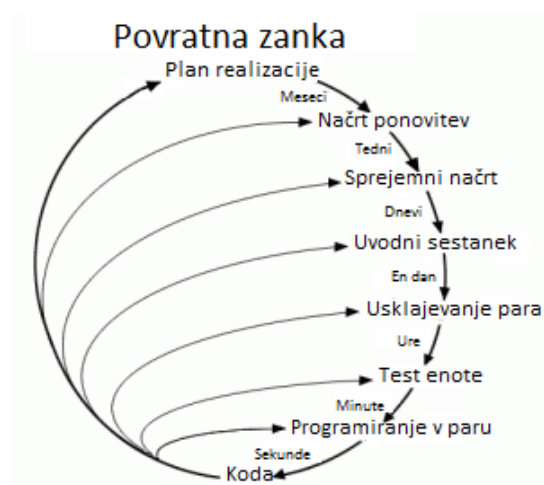 Povratna zanka
Plan realizacije
Meseci
Načrt ponovitev
Tedni
Sprejemni načrt
Dnevi
Uvodni sestanek
En dan
Usklajevanje para
Ure
Test enote
Minute
Programiranje v paru
Sekunde
Koda